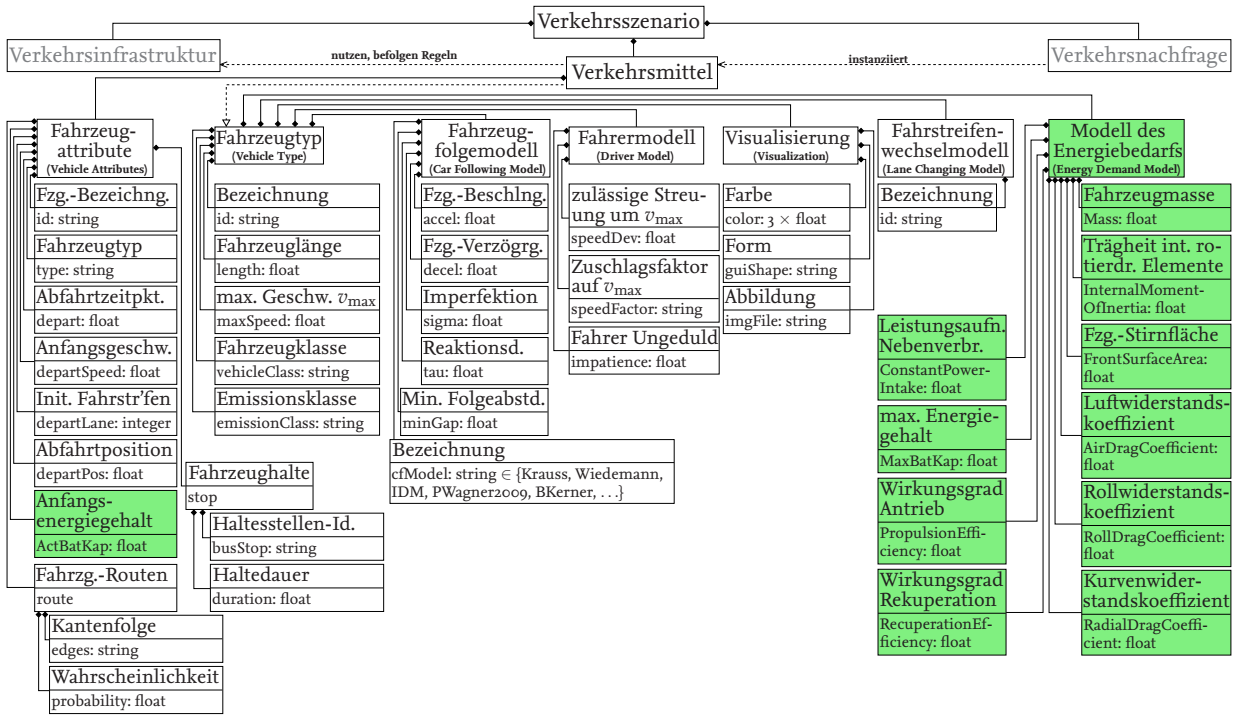 Verkehrsszenario
Verkehrsinfrastruktur
nutzen, befolgen Regeln
Verkehrsmittel
instanziiert
Verkehrsnachfrage
Fahrzeug-
attribute
(Vehicle Attributes)
Fzg.-Bezeichng.
id: string
Fahrzeugtyp
type: string
Abfahrtzeitpkt.
depart: float
Anfangsgeschw.
departSpeed: float
Init. Fahrstr'fen
departLane: integer
Abfahrtposition
departPos: float
Anfangs-
energiegehalt
ActBatKap: float
Fahrzg.-Routen
route
Kantenfolge
edges: string
Wahrscheinlichkeit
probability: float
Fahrzeughalte
stop
Haltesstellen-Id.
busStop: string
Haltedauer
duration: float
Fahrzeugtyp
(Vehicle Type)
Bezeichnung
id: string
Fahrzeuglänge
length: float
max. Geschw. vmax
maxSpeed: float
Fahrzeugklasse
vehicleClass: string
Emissionsklasse
emissionClass: string
Fahrzeug-
folgemodell
(Car Following Model)
Fzg.-Beschlng.
accel: float
Fzg.-Verzögrg.
decel: float
Imperfektion
sigma: float
Reaktionsd.
tau: float
Min. Folgeabstd.
minGap: float
Bezeichnung
cfModel: string ∈ {Krauss, Wiedemann,
IDM, PWagner2009, BKerner, …}
Fahrermodell
(Driver Model)
zulässige Streu-
ung um vmax
speedDev: float
Zuschlagsfaktor
auf vmax
speedFactor: string
Fahrer Ungeduld
impatience: float
Visualisierung
(Visualization)
Farbe
color: 3 × float
Form
guiShape: string
Abbildung
imgFile: string
Fahrstreifen-
wechselmodell
(Lane Changing Model)
Bezeichnung
id: string
Modell des
Energiebedarfs
(Energy Demand Model)
Leistungsaufn.
Nebenverbr.
ConstantPower-
Intake: float
max. Energie-
gehalt
MaxBatKap: float
Wirkungsgrad
Antrieb
PropulsionEffi-
ciency: float
Wirkungsgrad
Rekuperation
RecuperationEf-
ficiency: float
Fahrzeugmasse
Mass: float
Trägheit int. ro-
tierdr. Elemente
InternalMoment-
OfInertia: float
Fzg.-Stirnfläche
FrontSurfaceArea:
float
Luftwiderstands-
koeffizient
AirDragCoefficient:
float
Rollwiderstands-
koeffizient
RollDragCoefficient:
float
Kurvenwider-
standskoeffizient
RadialDragCoeffi-
cient: float